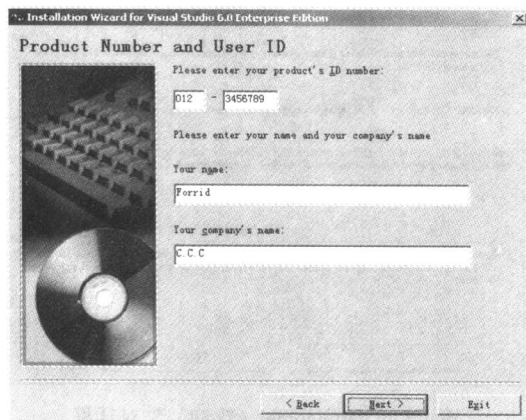 Installation Wizard for Visual Studio 6.0 Enterprise Edition
Product Number and User ID
Please enter your product's ID number:
012 - 3456789
Please enter your name and your company's name
Your name:
Forrid
Your company's name:
C.C.C
< Back Next > Exit